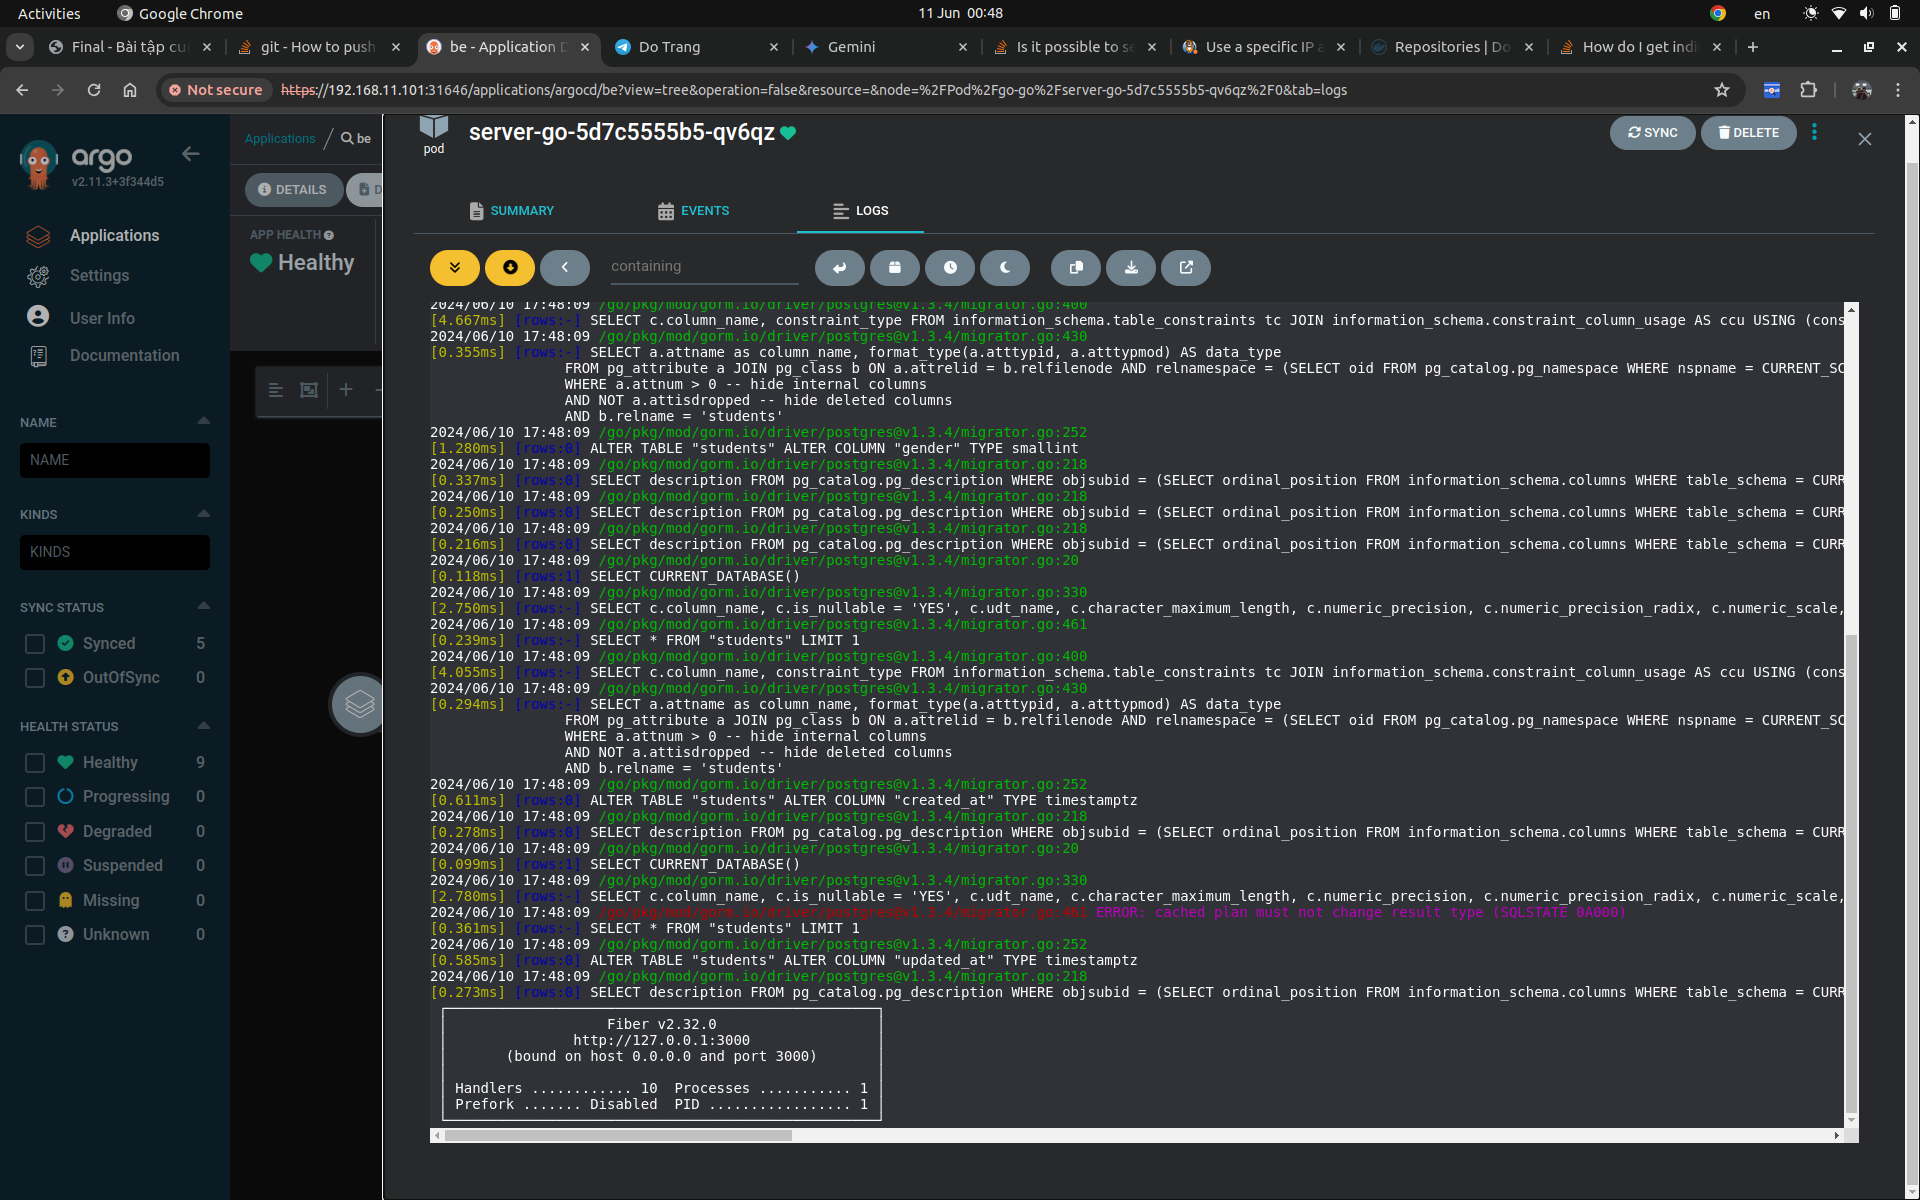 Activities
Google Chrome
11 Jun 00:48
en
Final - Bài tập cu
git - How to push
be - Application D
Do Trang
Gemini
Is it possible to se
Use a specific IP a
Repositories | Do
How do I get indi
Not secure
https://192.168.11.101:31646/applications/argocd/be?view=tree&operation=false&resource=&node=%2FPod%2Fgo-go%2Fserver-go-5d7c5555b5-qv6qz%2F0&tab=logs
argo
v2.11.3+3f344d5
Applications
Settings
User Info
Documentation
NAME
NAME
KINDS
KINDS
SYNC STATUS
Synced 5
OutOfSync 0
HEALTH STATUS
Healthy 9
Progressing 0
Degraded 0
Suspended 0
Missing 0
Unknown 0
Applications / be
DETAILS
D
APP HEALTH
Healthy
pod
server-go-5d7c5555b5-qv6qz
SYNC
DELETE
SUMMARY
EVENTS
LOGS
containing
2024/06/10 17:48:09 /go/pkg/mod/gorm.io/driver/postgres@v1.3.4/migrator.go:400
[4.667ms] [rows:-] SELECT c.column_name, constraint_type FROM information_schema.table_constraints tc JOIN information_schema.constraint_column_usage AS ccu USING (cons
2024/06/10 17:48:09 /go/pkg/mod/gorm.io/driver/postgres@v1.3.4/migrator.go:430
[0.355ms] [rows:-] SELECT a.attname as column_name, format_type(a.atttypid, a.atttypmod) AS data_type
FROM pg_attribute a JOIN pg_class b ON a.attrelid = b.relfilenode AND relnamespace = (SELECT oid FROM pg_catalog.pg_namespace WHERE nspname = CURRENT_SC
WHERE a.attnum > 0 -- hide internal columns
AND NOT a.attisdropped -- hide deleted columns
AND b.relname = 'students'
2024/06/10 17:48:09 /go/pkg/mod/gorm.io/driver/postgres@v1.3.4/migrator.go:252
[1.280ms] [rows:0] ALTER TABLE "students" ALTER COLUMN "gender" TYPE smallint
2024/06/10 17:48:09 /go/pkg/mod/gorm.io/driver/postgres@v1.3.4/migrator.go:218
[0.337ms] [rows:0] SELECT description FROM pg_catalog.pg_description WHERE objsubid = (SELECT ordinal_position FROM information_schema.columns WHERE table_schema = CURR
2024/06/10 17:48:09 /go/pkg/mod/gorm.io/driver/postgres@v1.3.4/migrator.go:218
[0.250ms] [rows:0] SELECT description FROM pg_catalog.pg_description WHERE objsubid = (SELECT ordinal_position FROM information_schema.columns WHERE table_schema = CURR
2024/06/10 17:48:09 /go/pkg/mod/gorm.io/driver/postgres@v1.3.4/migrator.go:218
[0.216ms] [rows:0] SELECT description FROM pg_catalog.pg_description WHERE objsubid = (SELECT ordinal_position FROM information_schema.columns WHERE table_schema = CURR
2024/06/10 17:48:09 /go/pkg/mod/gorm.io/driver/postgres@v1.3.4/migrator.go:20
[0.118ms] [rows:1] SELECT CURRENT_DATABASE()
2024/06/10 17:48:09 /go/pkg/mod/gorm.io/driver/postgres@v1.3.4/migrator.go:330
[2.750ms] [rows:-] SELECT c.column_name, c.is_nullable = 'YES', c.udt_name, c.character_maximum_length, c.numeric_precision, c.numeric_precision_radix, c.numeric_scale,
2024/06/10 17:48:09 /go/pkg/mod/gorm.io/driver/postgres@v1.3.4/migrator.go:461
[0.239ms] [rows:-] SELECT * FROM "students" LIMIT 1
2024/06/10 17:48:09 /go/pkg/mod/gorm.io/driver/postgres@v1.3.4/migrator.go:400
[4.055ms] [rows:-] SELECT c.column_name, constraint_type FROM information_schema.table_constraints tc JOIN information_schema.constraint_column_usage AS ccu USING (cons
2024/06/10 17:48:09 /go/pkg/mod/gorm.io/driver/postgres@v1.3.4/migrator.go:430
[0.294ms] [rows:-] SELECT a.attname as column_name, format_type(a.atttypid, a.atttypmod) AS data_type
FROM pg_attribute a JOIN pg_class b ON a.attrelid = b.relfilenode AND relnamespace = (SELECT oid FROM pg_catalog.pg_namespace WHERE nspname = CURRENT_SC
WHERE a.attnum > 0 -- hide internal columns
AND NOT a.attisdropped -- hide deleted columns
AND b.relname = 'students'
2024/06/10 17:48:09 /go/pkg/mod/gorm.io/driver/postgres@v1.3.4/migrator.go:252
[0.611ms] [rows:0] ALTER TABLE "students" ALTER COLUMN "created_at" TYPE timestamptz
2024/06/10 17:48:09 /go/pkg/mod/gorm.io/driver/postgres@v1.3.4/migrator.go:218
[0.278ms] [rows:0] SELECT description FROM pg_catalog.pg_description WHERE objsubid = (SELECT ordinal_position FROM information_schema.columns WHERE table_schema = CURR
2024/06/10 17:48:09 /go/pkg/mod/gorm.io/driver/postgres@v1.3.4/migrator.go:20
[0.099ms] [rows:1] SELECT CURRENT_DATABASE()
2024/06/10 17:48:09 /go/pkg/mod/gorm.io/driver/postgres@v1.3.4/migrator.go:330
[2.780ms] [rows:-] SELECT c.column_name, c.is_nullable = 'YES', c.udt_name, c.character_maximum_length, c.numeric_precision, c.numeric_precision_radix, c.numeric_scale,
2024/06/10 17:48:09 /go/pkg/mod/gorm.io/driver/postgres@v1.3.4/migrator.go:461 ERROR: cached plan must not change result type (SQLSTATE 0A000)
[0.361ms] [rows:-] SELECT * FROM "students" LIMIT 1
2024/06/10 17:48:09 /go/pkg/mod/gorm.io/driver/postgres@v1.3.4/migrator.go:252
[0.585ms] [rows:0] ALTER TABLE "students" ALTER COLUMN "updated_at" TYPE timestamptz
2024/06/10 17:48:09 /go/pkg/mod/gorm.io/driver/postgres@v1.3.4/migrator.go:218
[0.273ms] [rows:0] SELECT description FROM pg_catalog.pg_description WHERE objsubid = (SELECT ordinal_position FROM information_schema.columns WHERE table_schema = CURR
Fiber v2.32.0
http://127.0.0.1:3000
(bound on host 0.0.0.0 and port 3000)
Handlers ............ 10 Processes ........... 1
Prefork ....... Disabled PID ................. 1